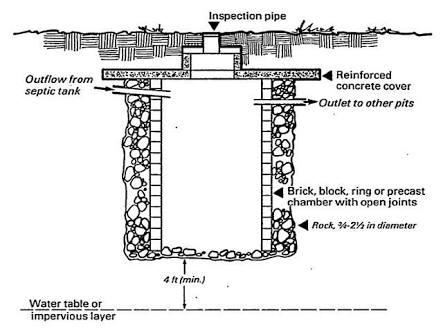 Inspection pipe
Outflow from
septic tank
Reinforced
concrete cover
Outlet to other pits
Brick, block, ring or precast
chamber with open joints
Rock, ¾-2½ in diameter
4 ft (min.)
Water table or
impervious layer